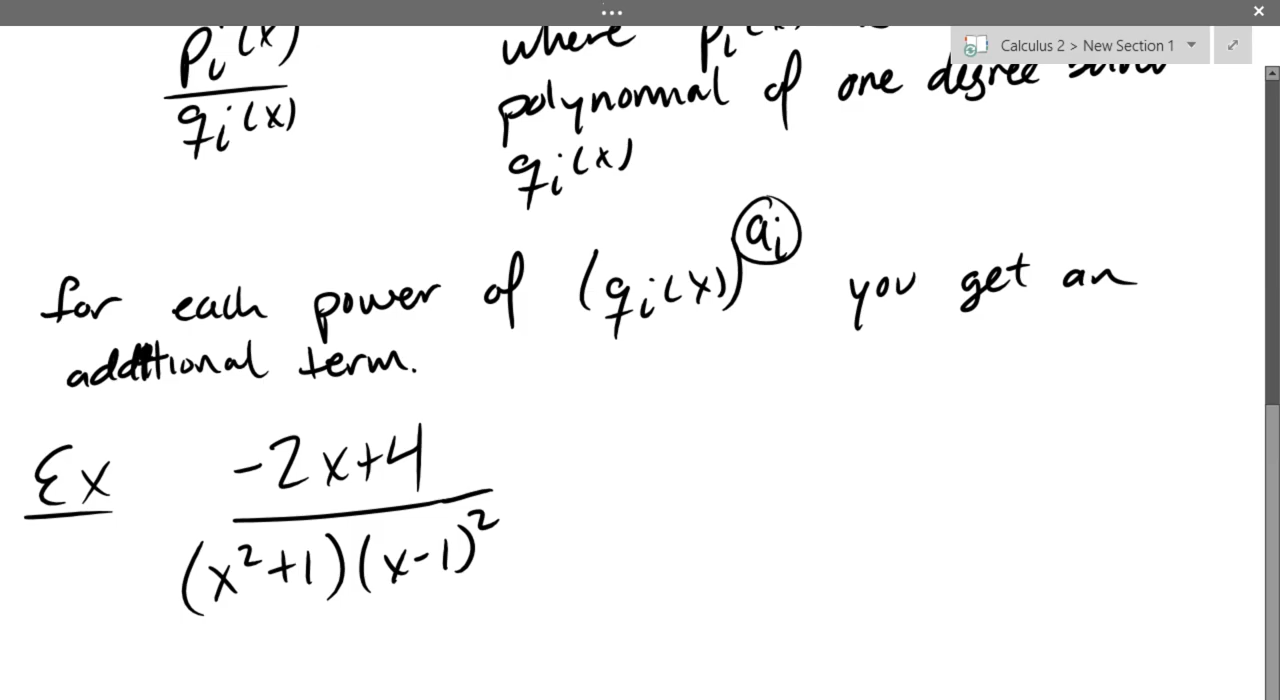 Calculus 2 > New Section 1
Pi(x)
qi(x)
where pi(x)
polynomial of one degree
qi(x)
for each power of (qi(x))^ai you get an
additional term.
Ex
-2x+4
(x²+1)(x-1)²